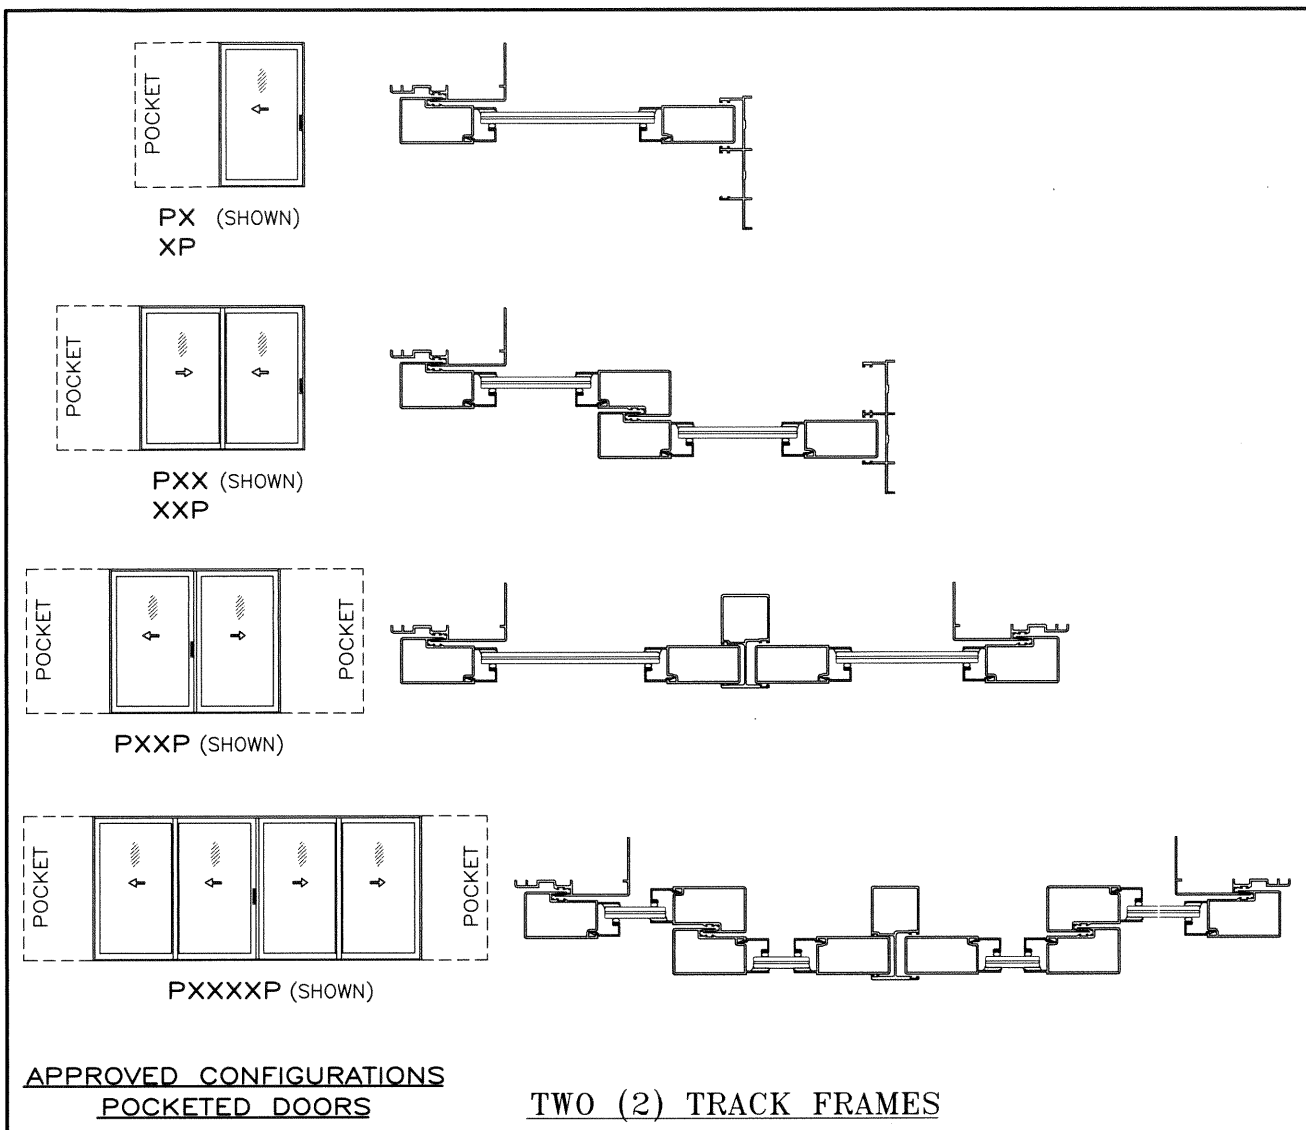 POCKET
PX (SHOWN)
XP
POCKET
PXX (SHOWN)
XXP
POCKET
POCKET
PXXP (SHOWN)
POCKET
POCKET
PXXXXP (SHOWN)
APPROVED CONFIGURATIONS
POCKETED DOORS
TWO (2) TRACK FRAMES